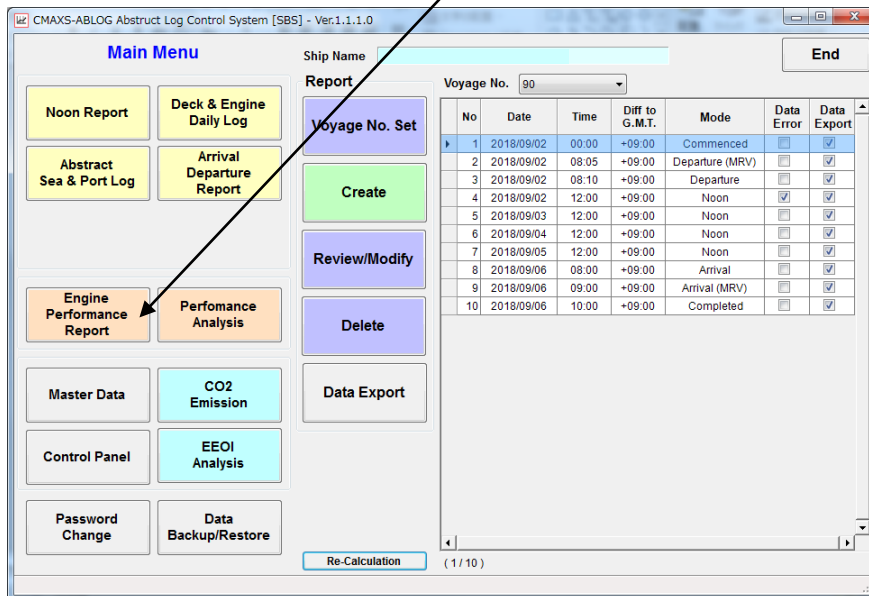 CMAXS-ABLOG Abstruct Log Control System [SBS] - Ver.1.1.1.0
Main Menu
Ship Name
End
Noon Report
Deck & Engine
Daily Log
Abstract
Sea & Port Log
Arrival
Departure
Report
Engine
Performance
Report
Perfomance
Analysis
Master Data
CO2
Emission
Control Panel
EEOI
Analysis
Password
Change
Data
Backup/Restore
Report
Voyage No. Set
Create
Review/Modify
Delete
Data Export
Re-Calculation
Voyage No. 90
No Date Time Diff to G.M.T. Mode Data Error Data Export
1 2018/09/02 00:00 +09:00 Commenced
2 2018/09/02 08:05 +09:00 Departure (MRV)
3 2018/09/02 08:10 +09:00 Departure
4 2018/09/02 12:00 +09:00 Noon
5 2018/09/03 12:00 +09:00 Noon
6 2018/09/04 12:00 +09:00 Noon
7 2018/09/05 12:00 +09:00 Noon
8 2018/09/06 08:00 +09:00 Arrival
9 2018/09/06 09:00 +09:00 Arrival (MRV)
10 2018/09/06 10:00 +09:00 Completed
( 1 / 10 )